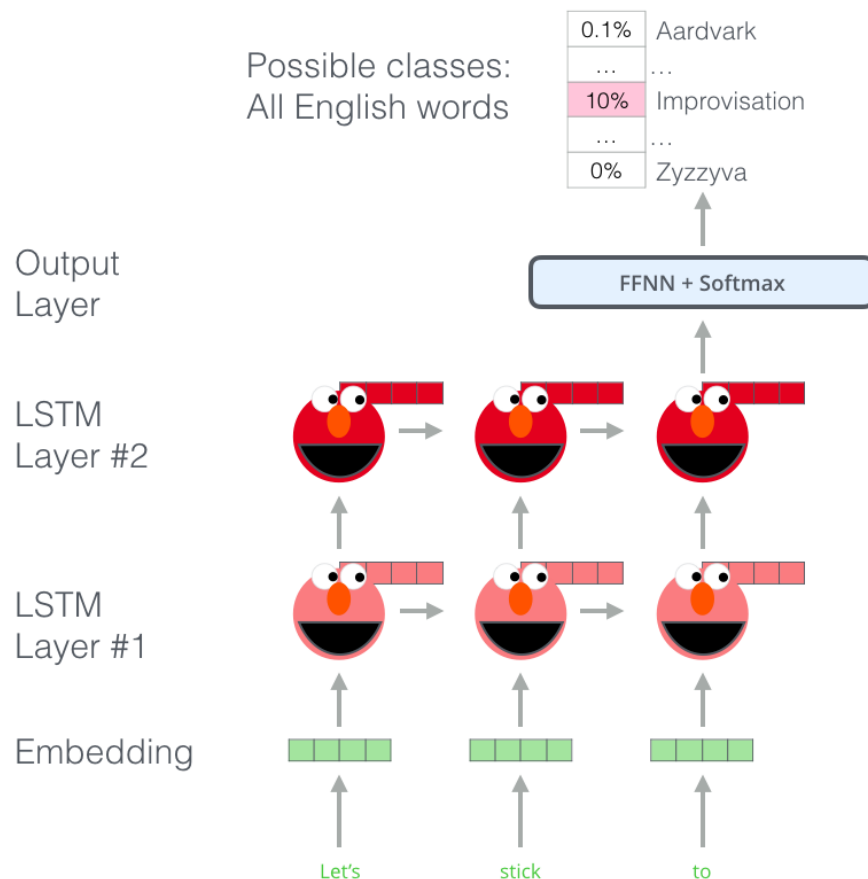 0.1% Aardvark
Possible classes:
... ...
All English words
10% Improvisation
... ...
0% Zyzzyva
Output
Layer
FFNN + Softmax
LSTM
Layer #2
LSTM
Layer #1
Embedding
Let's stick to